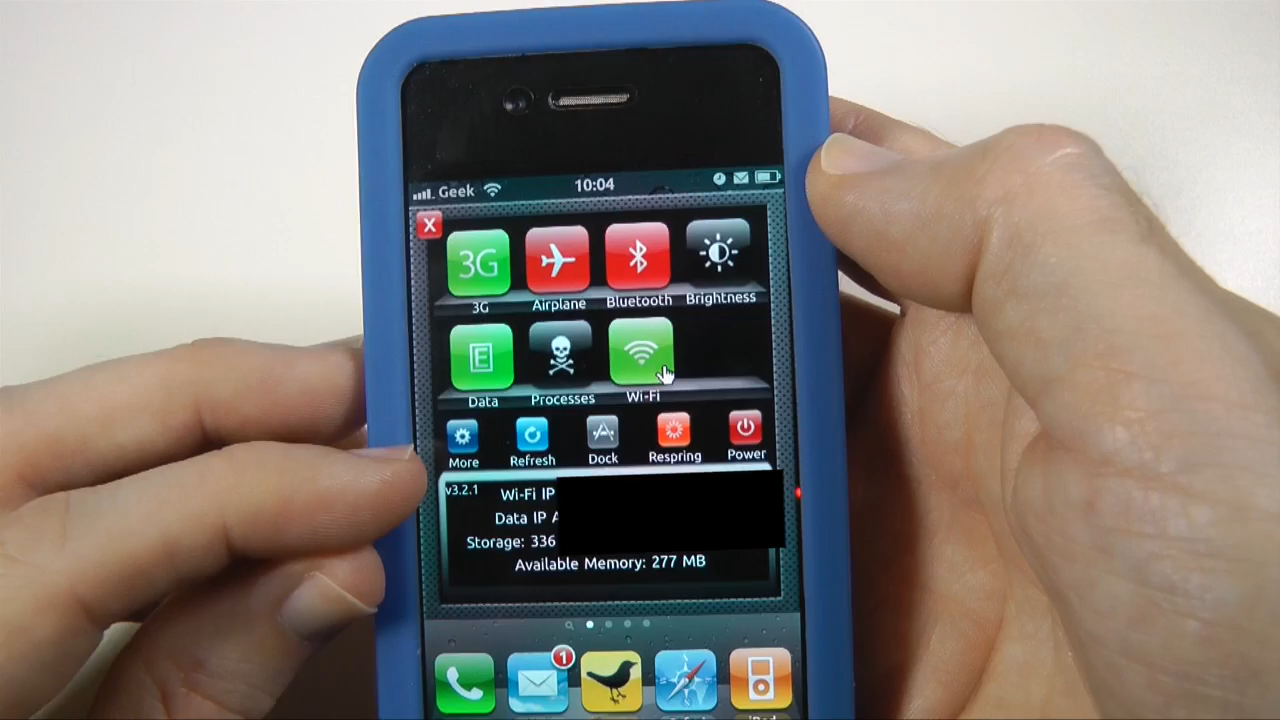 Geek 10:04
X
3G
3G Airplane Bluetooth Brightness
E
Data Processes Wi-Fi
More Refresh Dock Respring Power
v3.2.1
Wi-Fi IP
Data IP A
Storage: 336
Available Memory: 277 MB
1